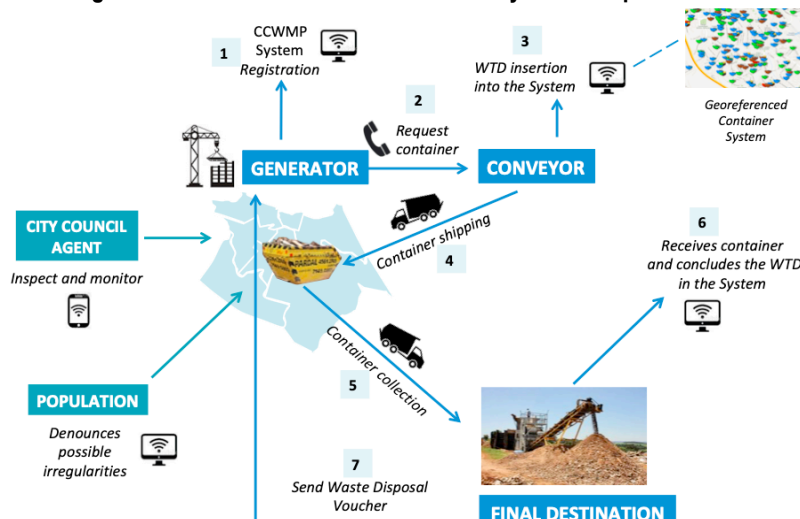 1
CCWMP
System
Registration
3
WTD insertion
into the System
2
Request
container
Georeferenced
Container
System
GENERATOR
CONVEYOR
CITY COUNCIL
AGENT
Inspect and monitor
Container shipping
4
6
Receives container
and concludes the WTD
in the System
Container collection
5
POPULATION
Denounces
possible
irregularities
7
Send Waste Disposal
Voucher
FINAL DESTINATION